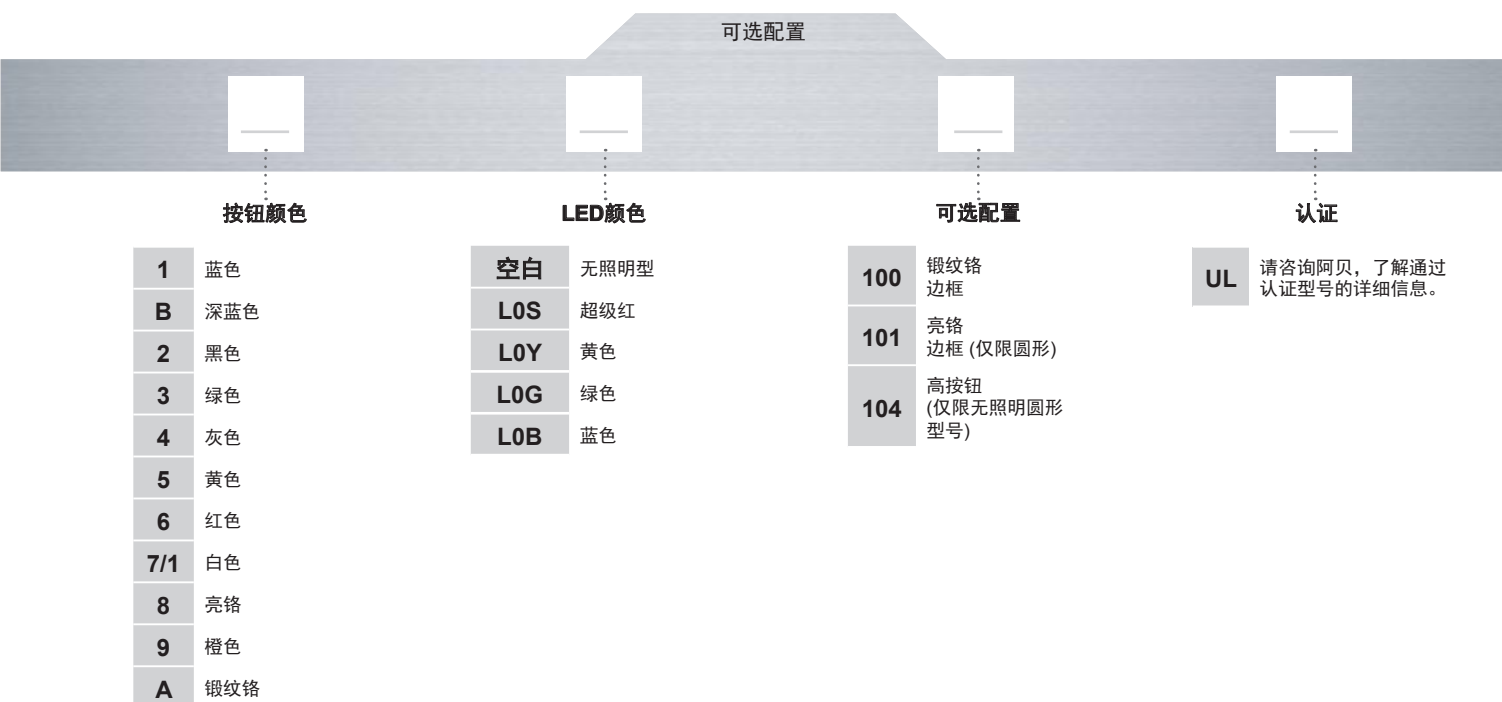 可选配置
按钮颜色
1 蓝色
B 深蓝色
2 黑色
3 绿色
4 灰色
5 黄色
6 红色
7/1 白色
8 亮铬
9 橙色
A 锻纹铬
LED颜色
空白 无照明型
L0S 超级红
L0Y 黄色
L0G 绿色
L0B 蓝色
可选配置
100 锻纹铬
边框
101 亮铬
边框 (仅限圆形)
104 高按钮
(仅限无照明圆形
型号)
认证
UL 请咨询阿贝，了解通过
认证型号的详细信息。